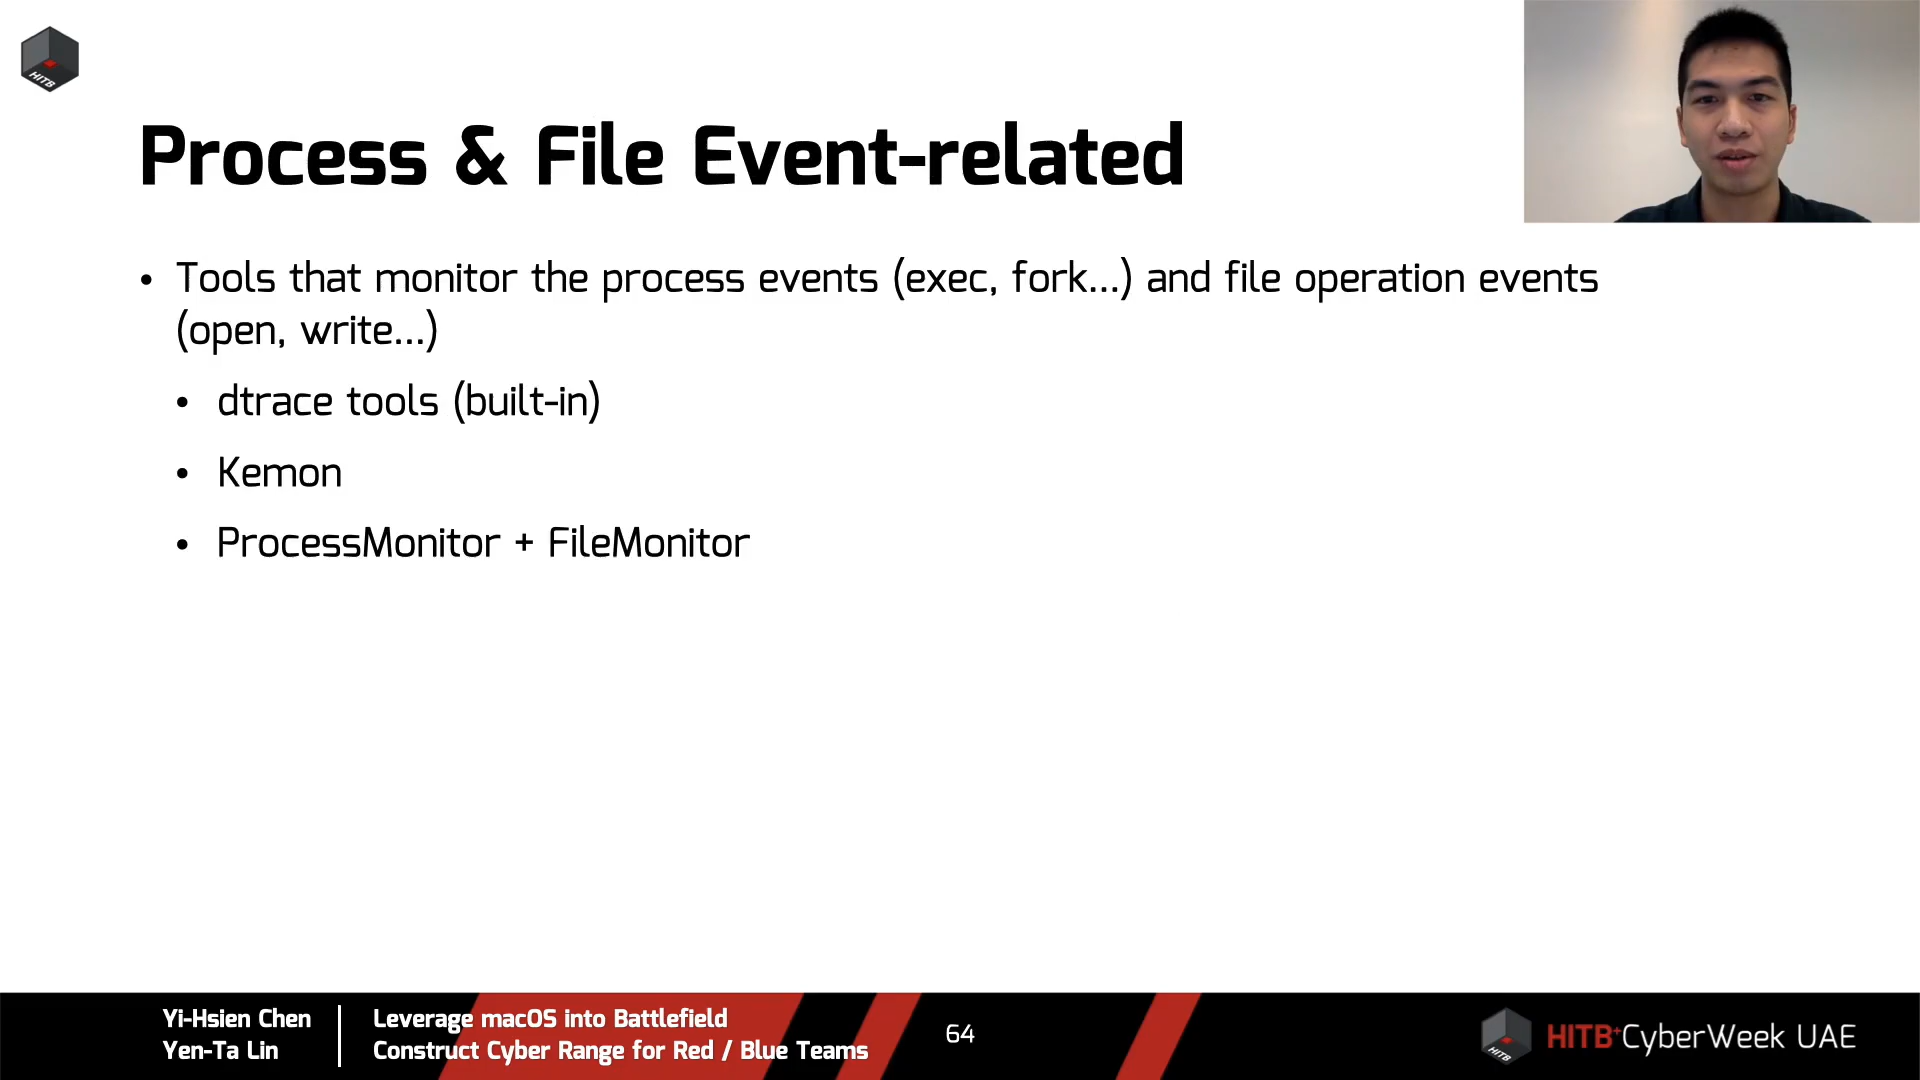 HITB
Process & File Event-related
• Tools that monitor the process events (exec, fork...) and file operation events
(open, write...)
• dtrace tools (built-in)
• Kemon
• ProcessMonitor + FileMonitor
Yi-Hsien Chen
Yen-Ta Lin
Leverage macOS into Battlefield
Construct Cyber Range for Red / Blue Teams
64
HITB
HITB+CyberWeek UAE